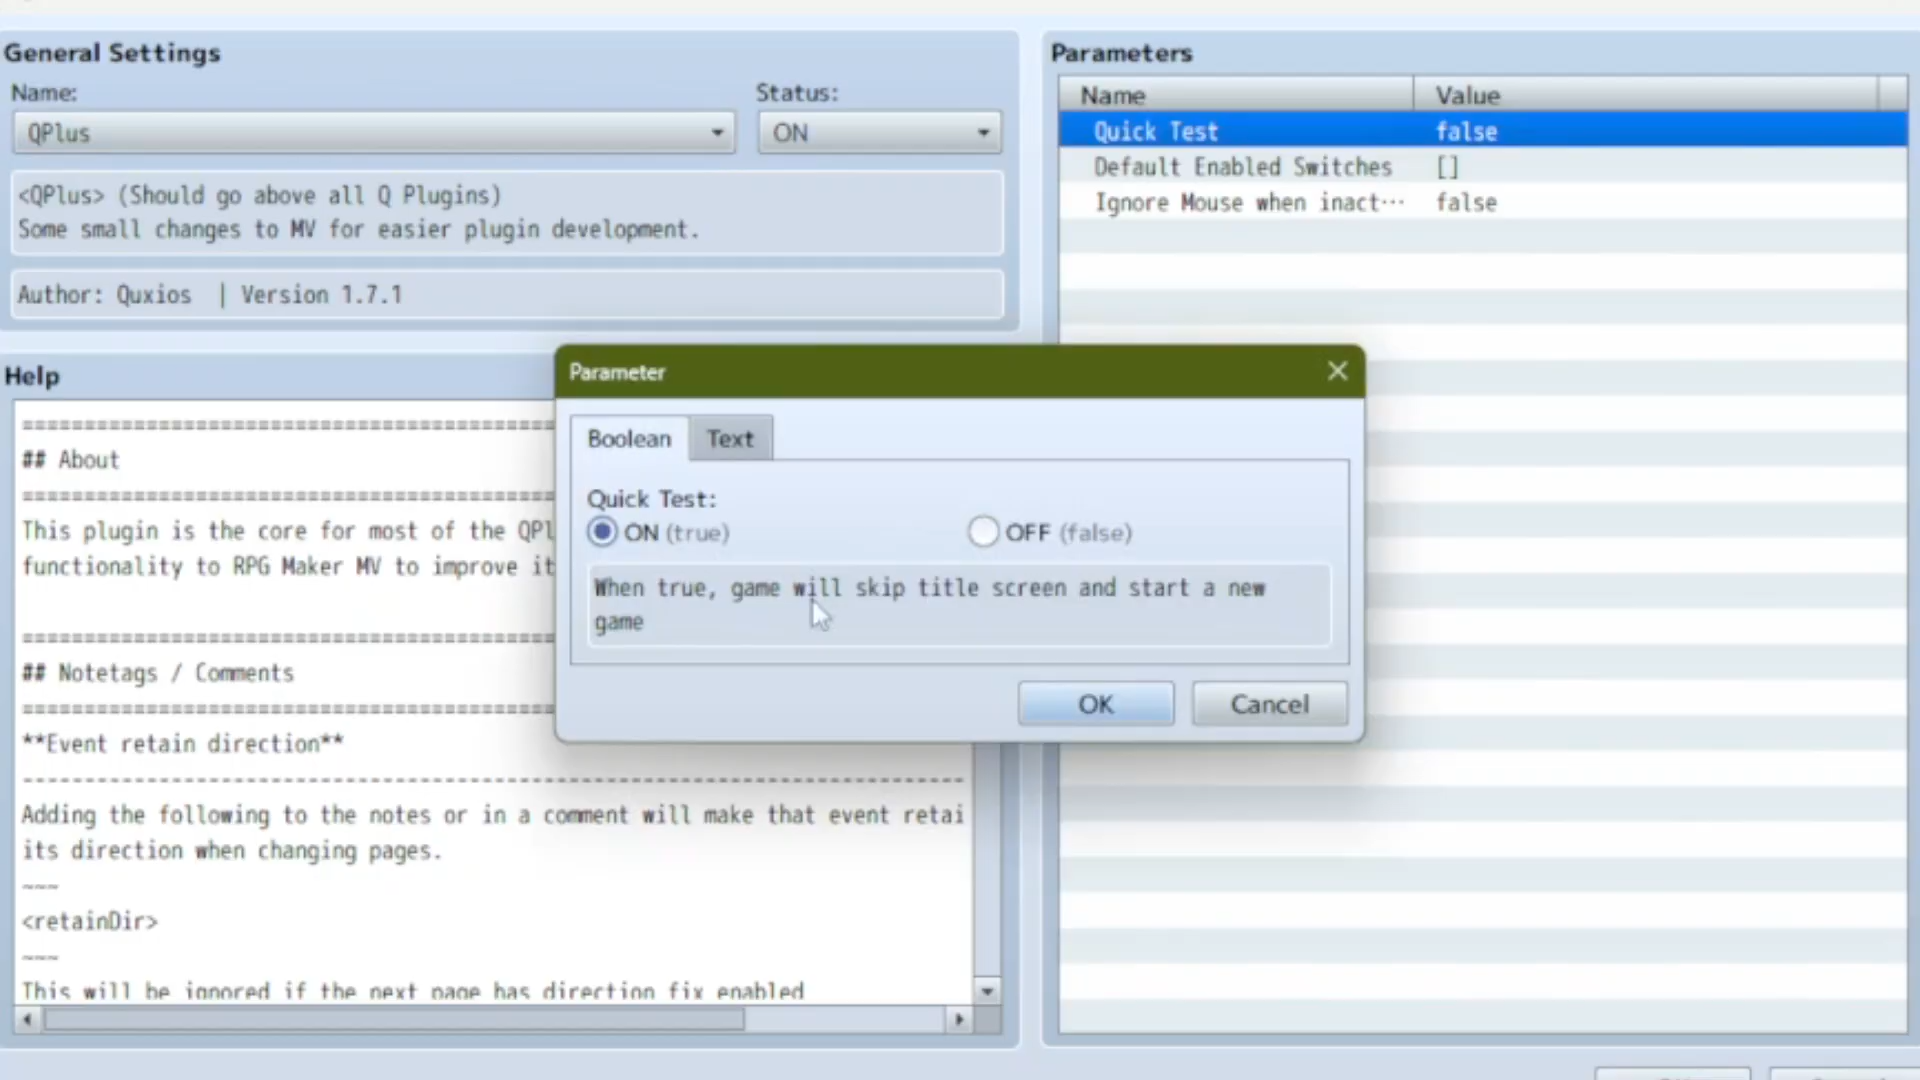 General Settings
Name:
Status:
QPlus
ON
<QPlus> (Should go above all Q Plugins)
Some small changes to MV for easier plugin development.
Author: Quxios | Version 1.7.1
Parameters
Name Value
Quick Test false
Default Enabled Switches []
Ignore Mouse when inact··· false
Help
================================
## About
================================
This plugin is the core for most of the QPl
functionality to RPG Maker MV to improve it
================================
## Notetags / Comments
================================
**Event retain direction**
--------------------------------
Adding the following to the notes or in a comment will make that event retai
its direction when changing pages.
~~~
<retainDir>
~~~
This will be ignored if the next page has direction fix enabled
Parameter
Boolean Text
Quick Test:
ON (true)
OFF (false)
When true, game will skip title screen and start a new
game
OK
Cancel